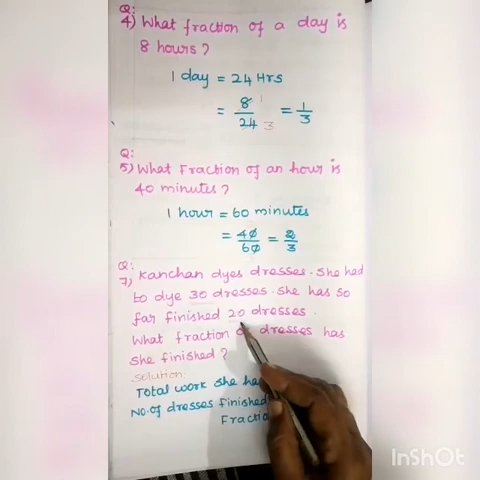 Q:
4) What fraction of a day is
8 hours?
1 day = 24 Hrs
= 8/24 1 3 = 1/3
Q:
5) What Fraction of an hour is
40 minutes?
1 hour = 60 minutes
= 40/60 = 2/3
Q:
7) Kanchan dyes dresses. She had
to dye 30 dresses. She has so
far finished 20 dresses.
What fraction of dresses has
she finished?
Solution:
Total work she ha
No. of dresses finished
Fractio
InShOt